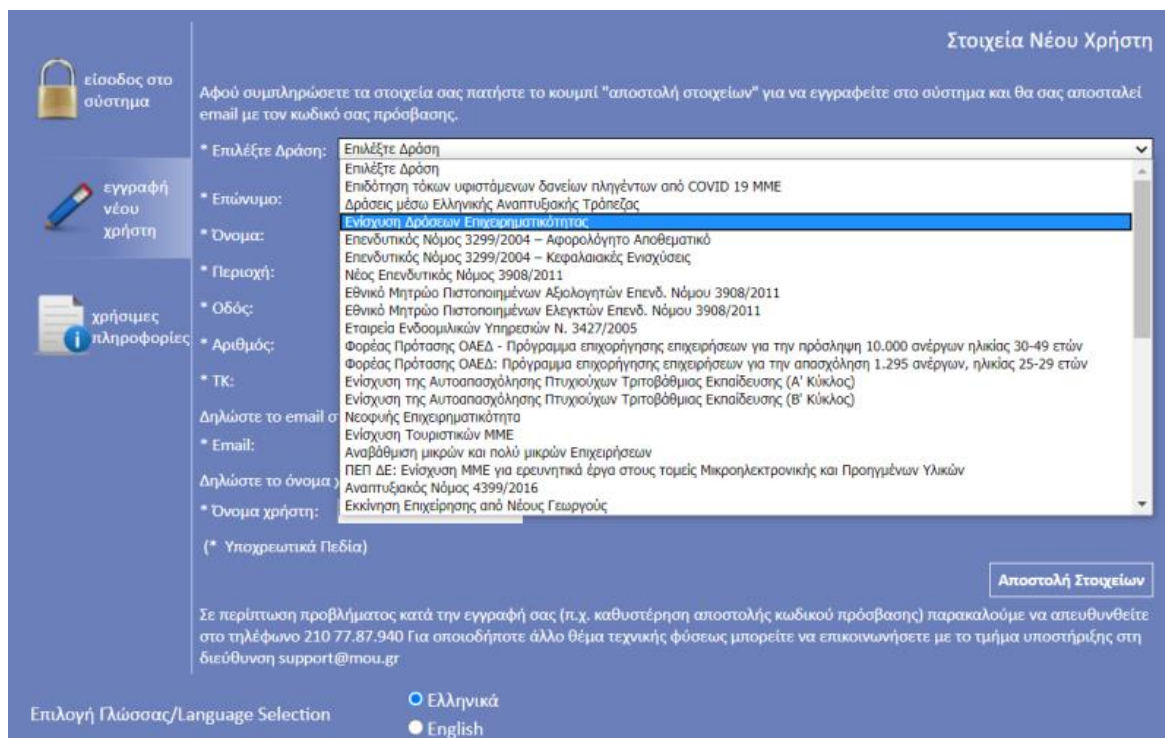 Στοιχεία Νέου Χρήστη
είσοδος στο
σύστημα
Αφού συμπληρώσετε τα στοιχεία σας πατήστε το κουμπί "αποστολή στοιχείων" για να εγγραφείτε στο σύστημα και θα σας αποσταλεί
email με τον κωδικό σας πρόσβασης.
* Επιλέξτε Δράση: Επιλέξτε Δράση
Επιλέξτε Δράση
Επιδότηση τόκων υφιστάμενων δανείων πληγέντων από COVID 19 ΜΜΕ
Δράσεις μέσω Ελληνικής Αναπτυξιακής Τράπεζας
Ενίσχυση Δράσεων Επιχειρηματικότητας
Επενδυτικός Νόμος 3299/2004 – Αφορολόγητο Αποθεματικό
Επενδυτικός Νόμος 3299/2004 – Κεφαλαιακές Ενισχύσεις
Νέος Επενδυτικός Νόμος 3908/2011
Εθνικό Μητρώο Πιστοποιημένων Αξιολογητών Επενδ. Νόμου 3908/2011
Εθνικό Μητρώο Πιστοποιημένων Ελεγκτών Επενδ. Νόμου 3908/2011
Εταιρεία Ενδοομιλικών Υπηρεσιών Ν. 3427/2005
Φορέας Πρότασης ΟΑΕΔ - Πρόγραμμα επιχορήγησης επιχειρήσεων για την πρόσληψη 10.000 ανέργων ηλικίας 30-49 ετών
Φορέας Πρότασης ΟΑΕΔ: Πρόγραμμα επιχορήγησης επιχειρήσεων για την απασχόληση 1.295 ανέργων, ηλικίας 25-29 ετών
Ενίσχυση της Αυτοαπασχόλησης Πτυχιούχων Τριτοβάθμιας Εκπαίδευσης (Α' Κύκλος)
Ενίσχυση της Αυτοαπασχόλησης Πτυχιούχων Τριτοβάθμιας Εκπαίδευσης (Β' Κύκλος)
Νεοφυής Επιχειρηματικότητα
Ενίσχυση Τουριστικών ΜΜΕ
Αναβάθμιση μικρών και πολύ μικρών Επιχειρήσεων
ΠΕΠ ΔΕ: Ενίσχυση ΜΜΕ για ερευνητικά έργα στους τομείς Μικροηλεκτρονικής και Προηγμένων Υλικών
Αναπτυξιακός Νόμος 4399/2016
Εκκίνηση Επιχείρησης από Νέους Γεωργούς
εγγραφή
νέου
χρήστη
* Επώνυμο:
* Όνομα:
* Περιοχή:
* Οδός:
χρήσιμες
πληροφορίες
* Αριθμός:
* ΤΚ:
Δηλώστε το email
* Email:
Δηλώστε το όνομα
* Όνομα χρήστη:
(* Υποχρεωτικά Πεδία)
Αποστολή Στοιχείων
Σε περίπτωση προβλήματος κατά την εγγραφή σας (π.χ. καθυστέρηση αποστολής κωδικού πρόσβασης) παρακαλούμε να απευθυνθείτε
στο τηλέφωνο 210 77.87.940 Για οποιοδήποτε άλλο θέμα τεχνικής φύσεως μπορείτε να επικοινωνήσετε με το τμήμα υποστήριξης στη
διεύθυνση support@mou.gr
Επιλογή Γλώσσας/Language Selection
Ελληνικά
English